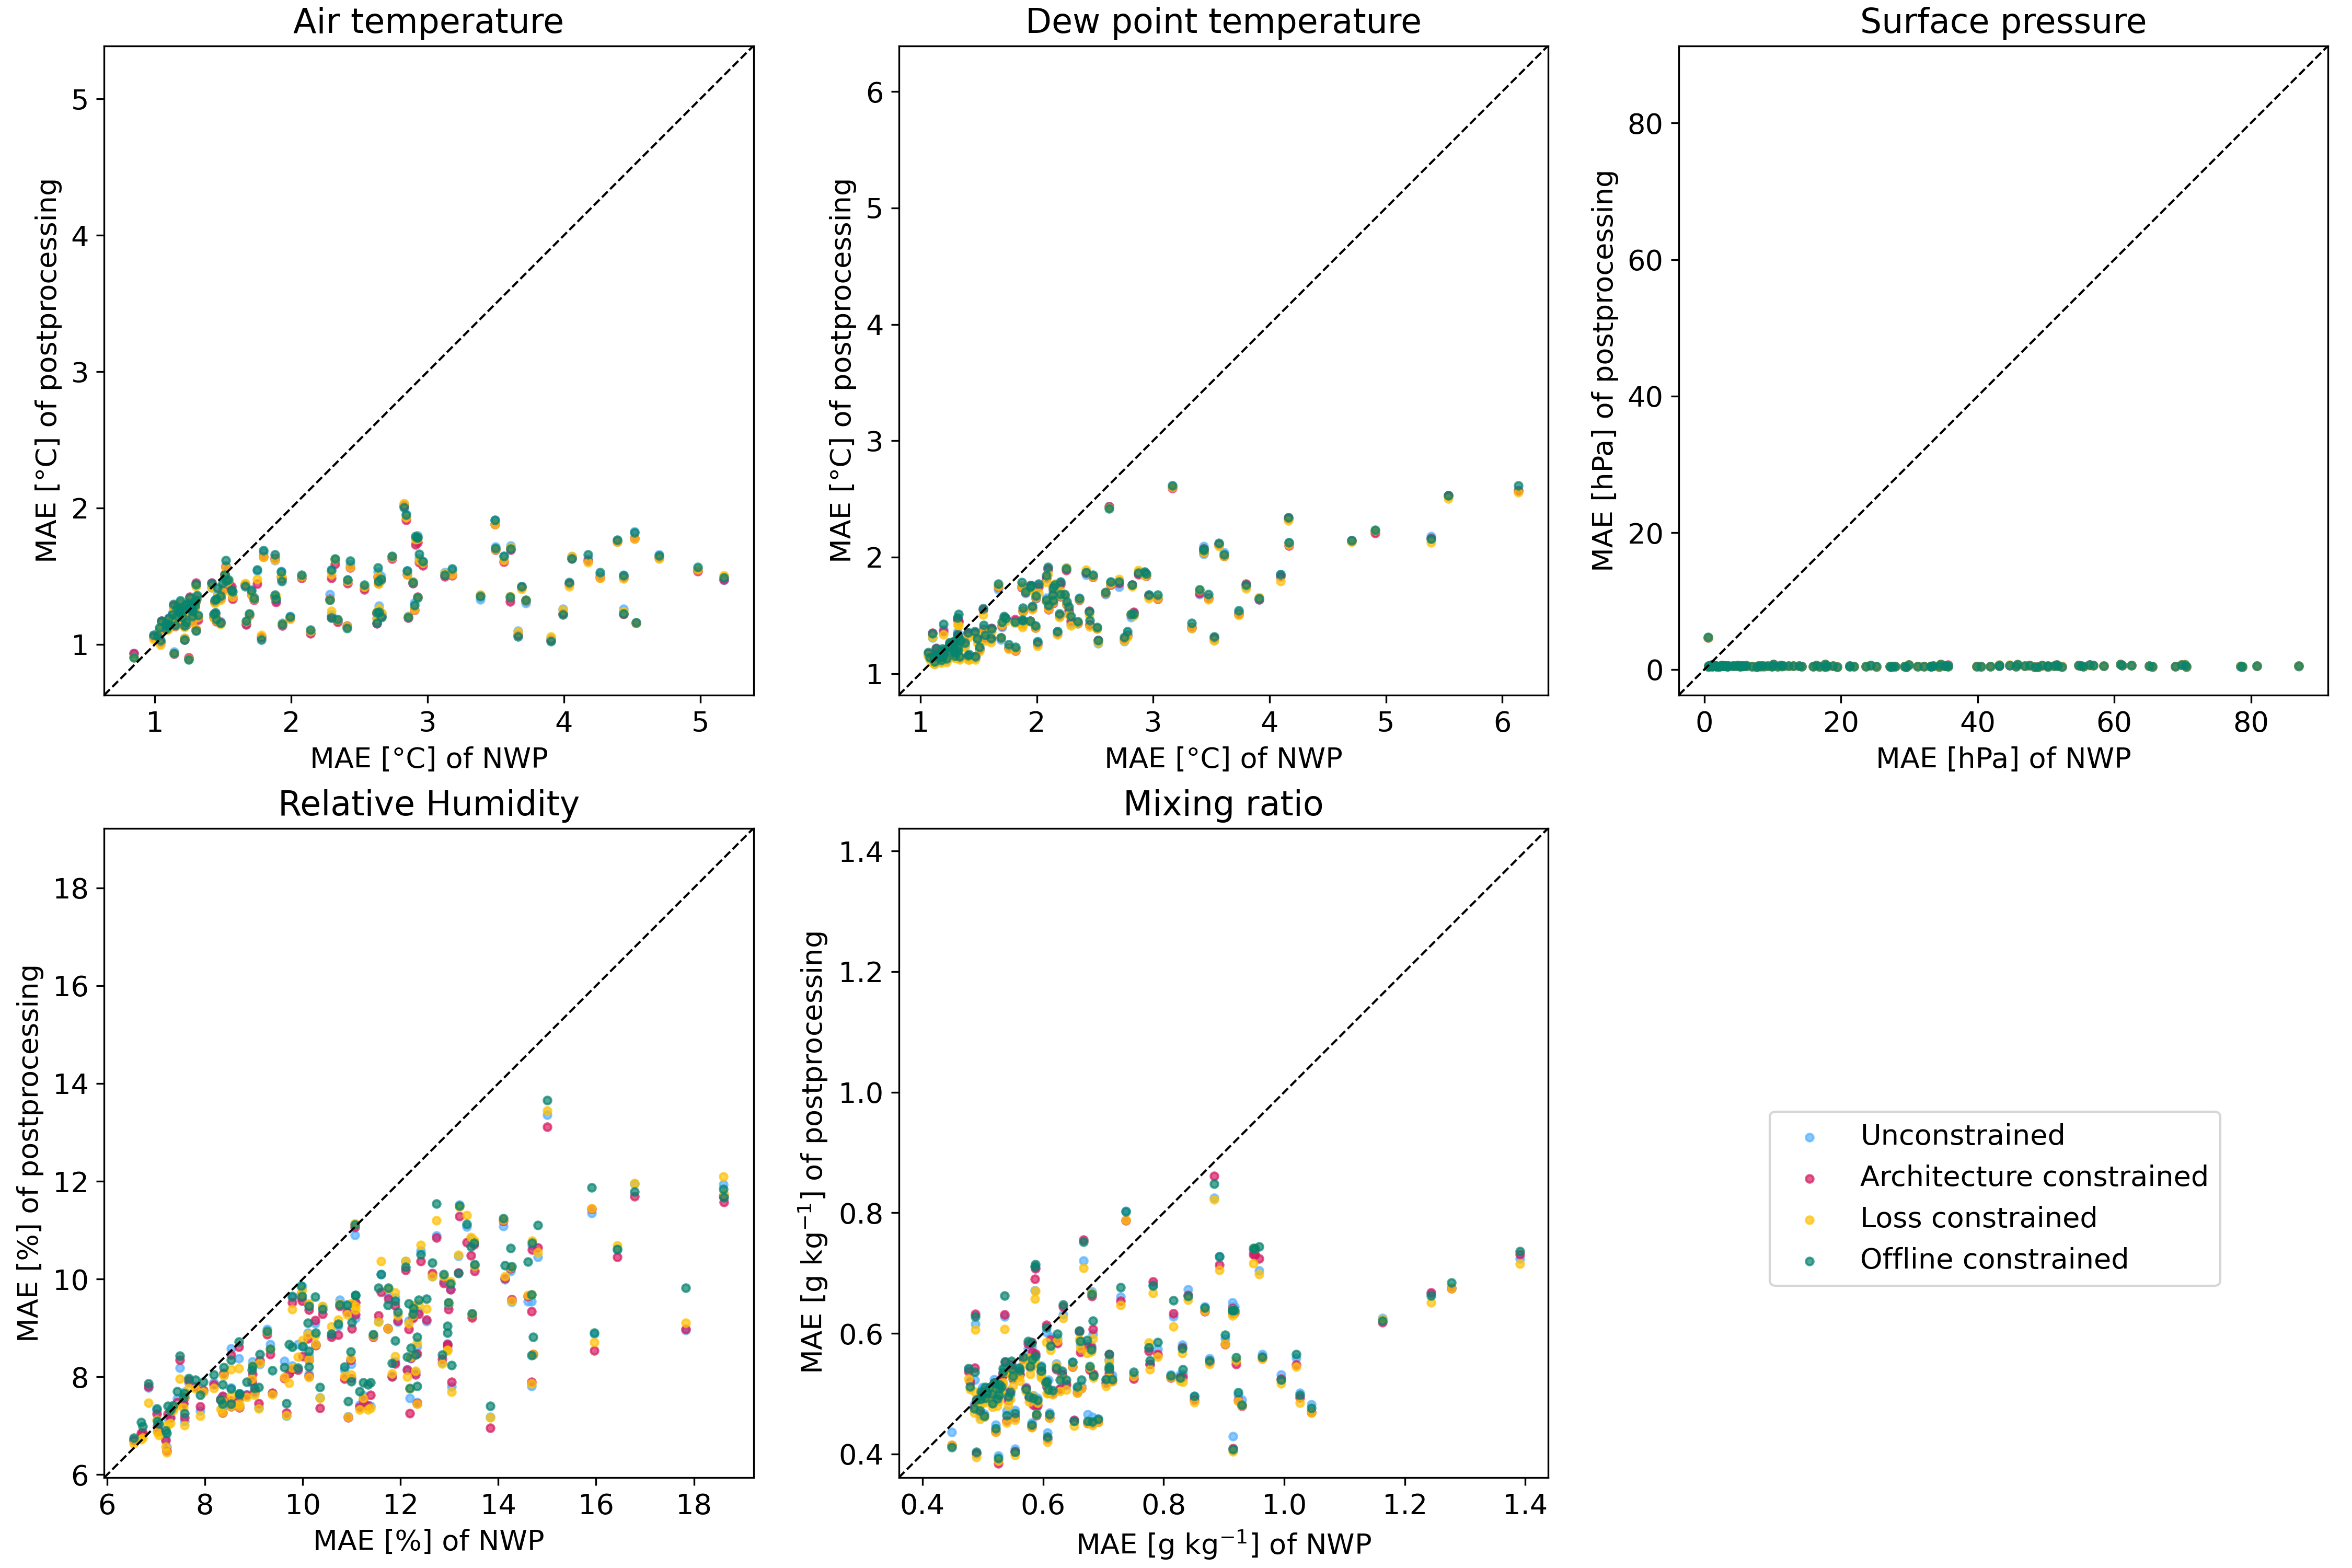 Air temperature
MAE [°C] of postprocessing
5
4
3
2
1
1 2 3 4 5
MAE [°C] of NWP
Dew point temperature
MAE [°C] of postprocessing
6
5
4
3
2
1
1 2 3 4 5 6
MAE [°C] of NWP
Surface pressure
MAE [hPa] of postprocessing
80
60
40
20
0
0 20 40 60 80
MAE [hPa] of NWP
Relative Humidity
MAE [%] of postprocessing
18
16
14
12
10
8
6
6 8 10 12 14 16 18
MAE [%] of NWP
Mixing ratio
MAE [g kg⁻¹] of postprocessing
1.4
1.2
1.0
0.8
0.6
0.4
0.4 0.6 0.8 1.0 1.2 1.4
MAE [g kg⁻¹] of NWP
Unconstrained
Architecture constrained
Loss constrained
Offline constrained